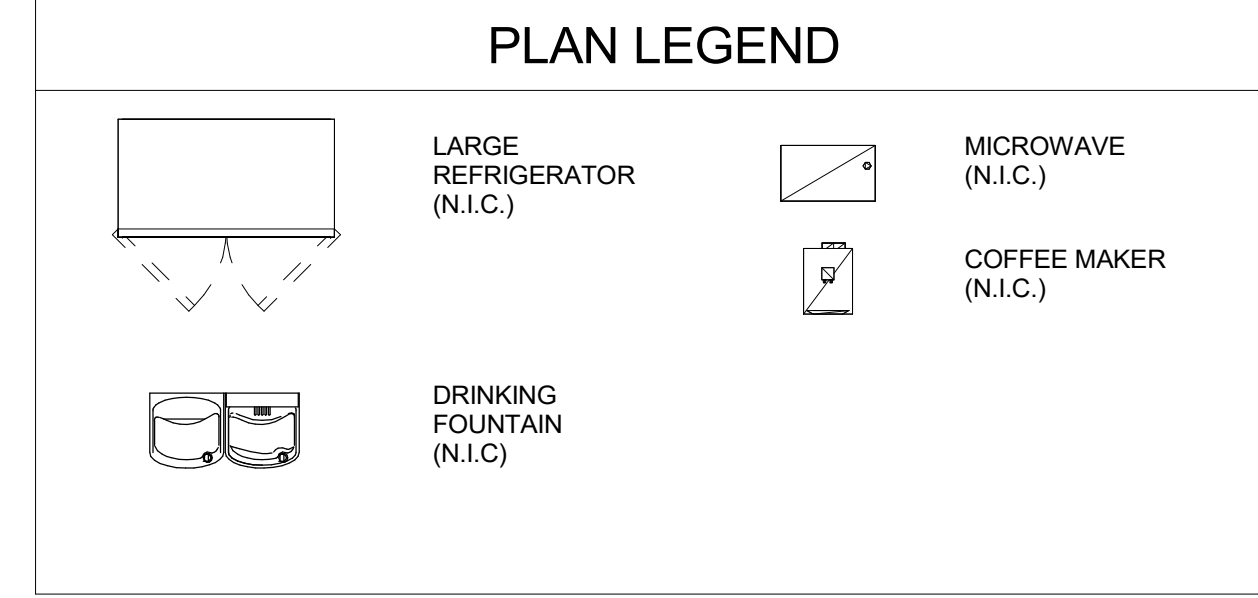 PLAN LEGEND
LARGE
REFRIGERATOR
(N.I.C.)
MICROWAVE
(N.I.C.)
COFFEE MAKER
(N.I.C.)
DRINKING
FOUNTAIN
(N.I.C)